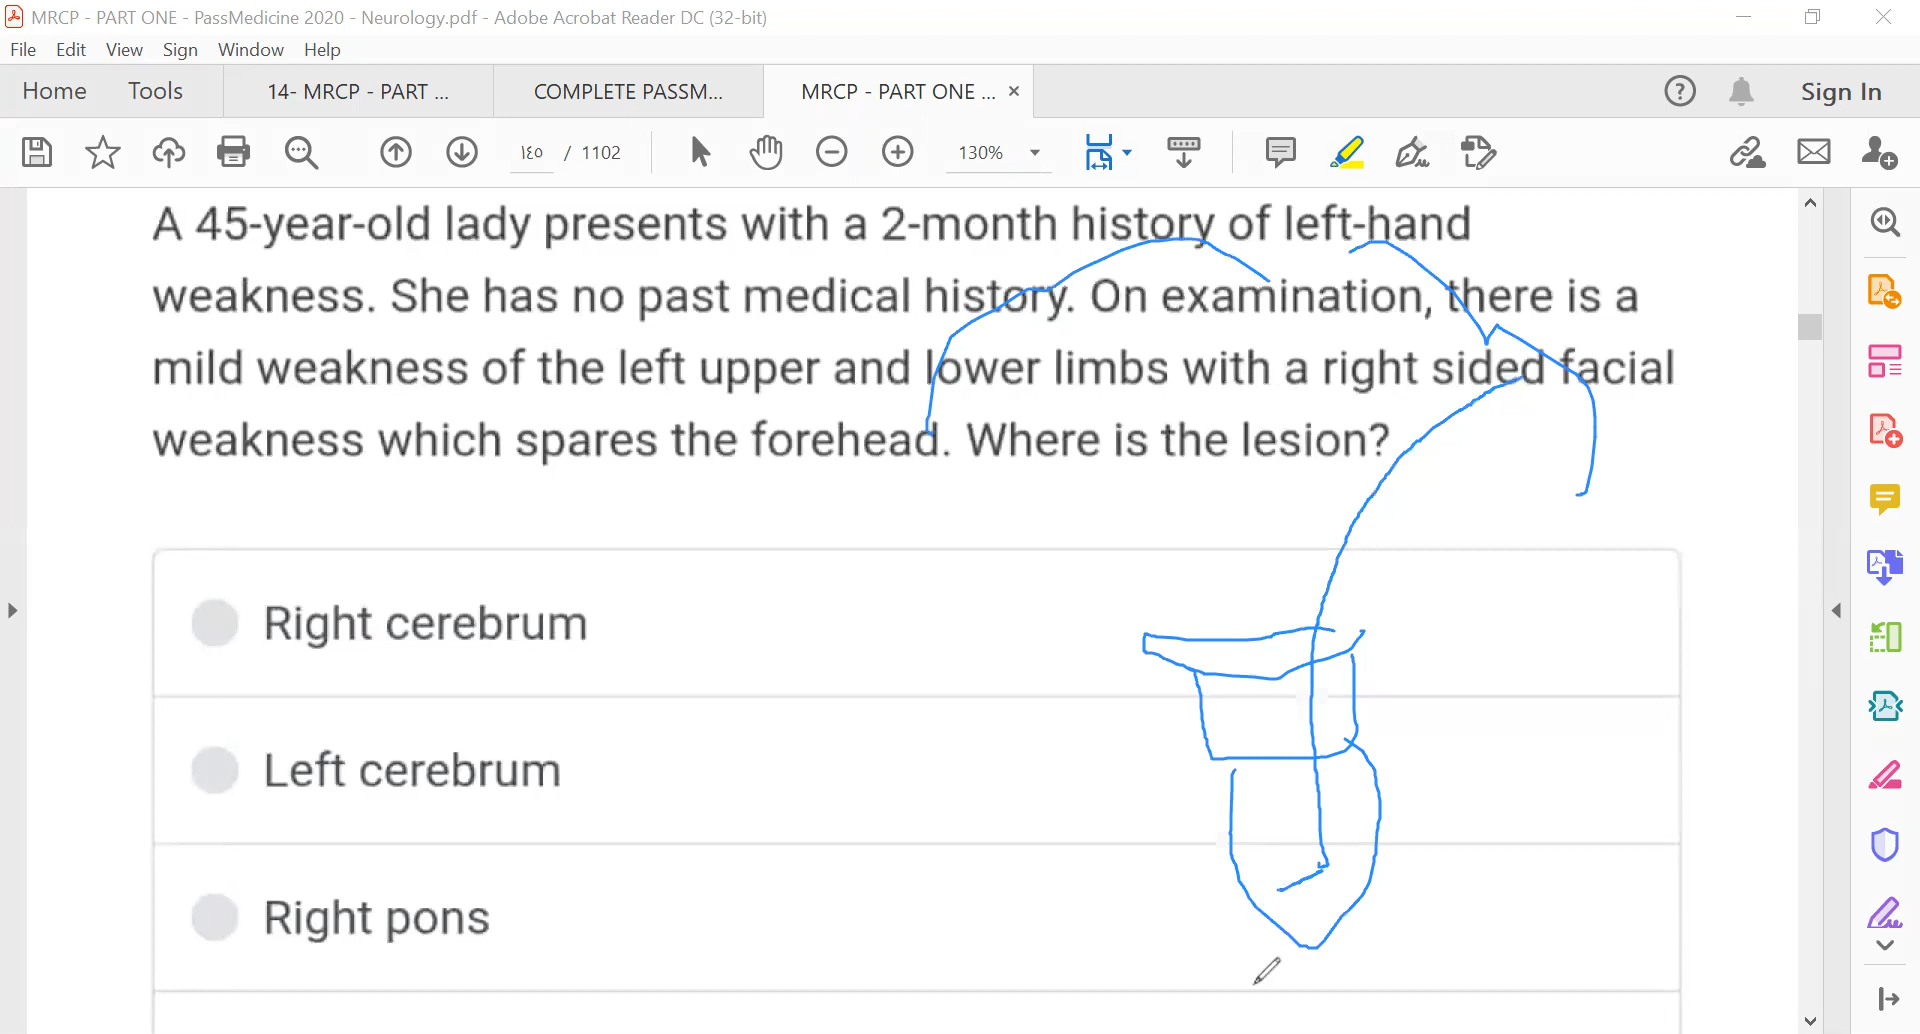 MRCP - PART ONE - PassMedicine 2020 - Neurology.pdf - Adobe Acrobat Reader DC (32-bit)
File Edit View Sign Window Help
Home Tools 14- MRCP - PART ... COMPLETE PASSM... MRCP - PART ONE ... × Sign In
١٤٥ / 1102 130%
A 45-year-old lady presents with a 2-month history of left-hand
weakness. She has no past medical history. On examination, there is a
mild weakness of the left upper and lower limbs with a right sided facial
weakness which spares the forehead. Where is the lesion?
Right cerebrum
Left cerebrum
Right pons